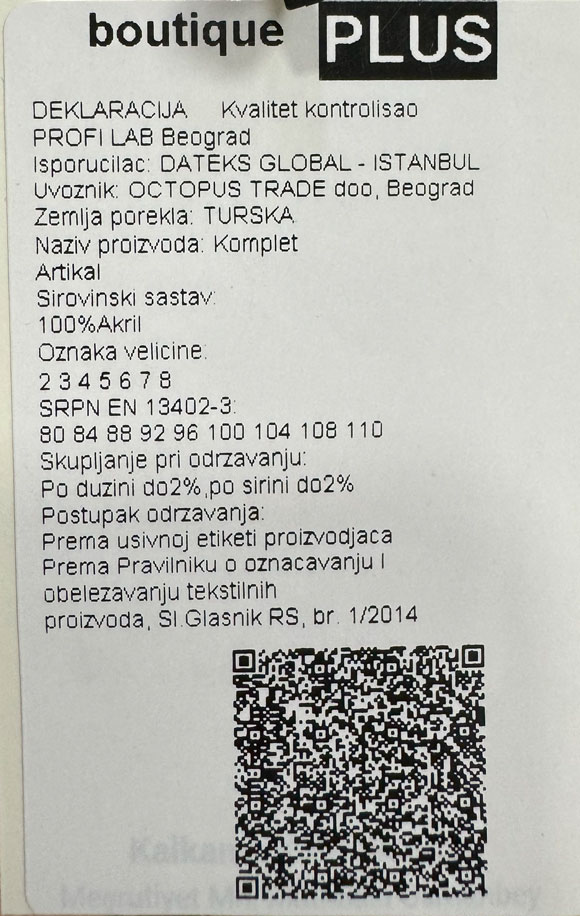 boutique PLUS
DEKLARACIJA Kvalitet kontrolisao
PROFI LAB Beograd
Isporucilac: DATEKS GLOBAL - ISTANBUL
Uvoznik: OCTOPUS TRADE doo, Beograd
Zemlja porekla: TURSKA
Naziv proizvoda: Komplet
Artikal
Sirovinski sastav:
100%Akril
Oznaka velicine:
2 3 4 5 6 7 8
SRPN EN 13402-3:
80 84 88 92 96 100 104 108 110
Skupljanje pri odrzavanju:
Po duzini do2%,po sirini do2%
Postupak odrzavanja:
Prema usivnoj etiketi proizvodjaca
Prema Pravilniku o oznacavanju I
obelezavanju tekstilnih
proizvoda, Sl.Glasnik RS, br. 1/2014